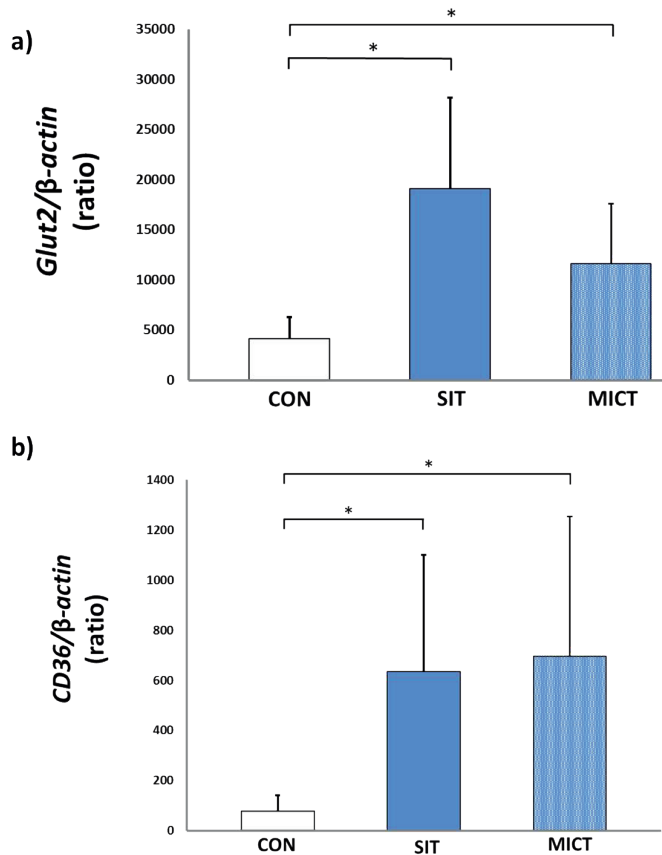 a)
Glut2/β-actin
(ratio)
35000
30000
25000
20000
15000
10000
5000
0
*
*
CON SIT MICT
b)
CD36/β-actin
(ratio)
1400
1200
1000
800
600
400
200
0
*
*
CON SIT MICT